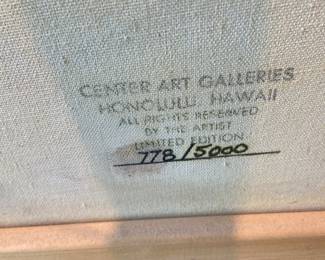 CENTER ART GALLERIES
HONOLULU, HAWAII
ALL RIGHTS RESERVED
BY THE ARTIST
LIMITED EDITION
778/5000